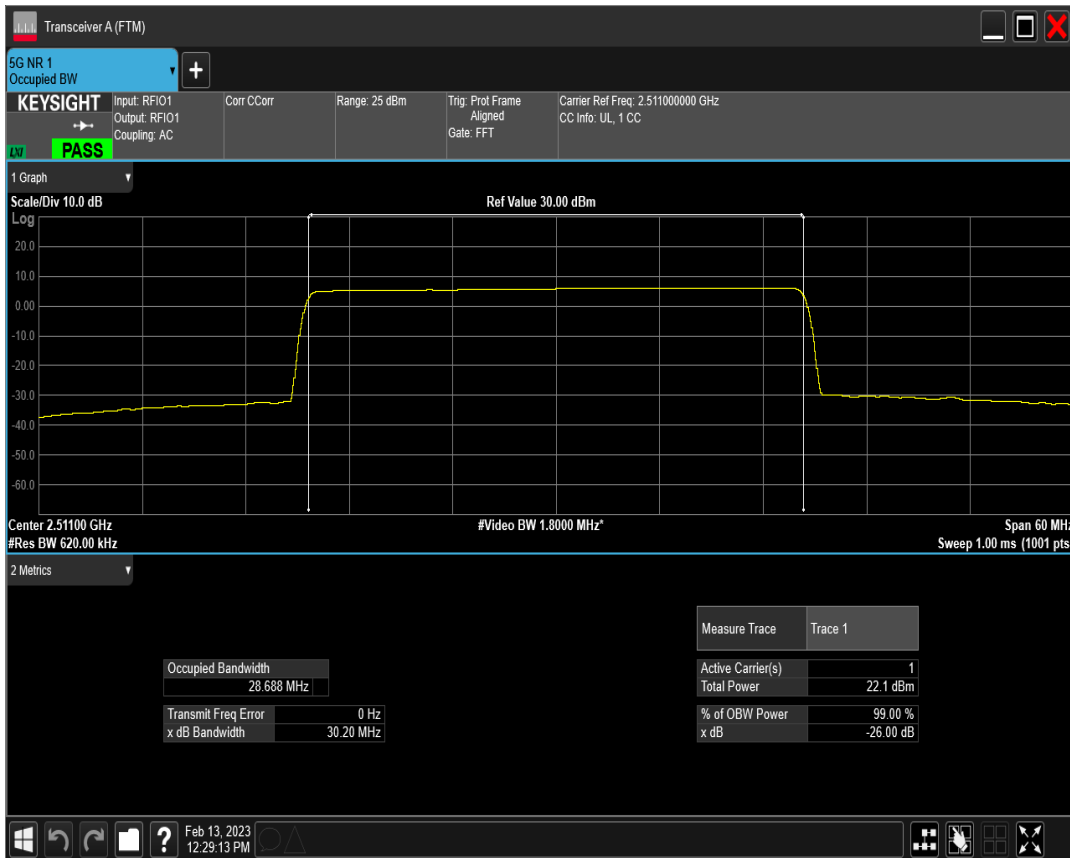 Transceiver A (FTM)
5G NR 1
Occupied BW
+
KEYSIGHT
Input: RFIO1
Output: RFIO1
Coupling: AC
Corr CCorr
Range: 25 dBm
Trig: Prot Frame
Aligned
Gate: FFT
Carrier Ref Freq: 2.511000000 GHz
CC Info: UL, 1 CC
LXI
PASS
1 Graph
Scale/Div 10.0 dB
Ref Value 30.00 dBm
Log
20.0
10.0
0.00
-10.0
-20.0
-30.0
-40.0
-50.0
-60.0
Center 2.51100 GHz
#Video BW 1.8000 MHz*
Span 60 MHz
#Res BW 620.00 kHz
Sweep 1.00 ms (1001 pts
2 Metrics
Measure Trace Trace 1
Occupied Bandwidth
28.688 MHz
Active Carrier(s) 1
Total Power 22.1 dBm
Transmit Freq Error 0 Hz
x dB Bandwidth 30.20 MHz
% of OBW Power 99.00 %
x dB -26.00 dB
?
Feb 13, 2023
12:29:13 PM